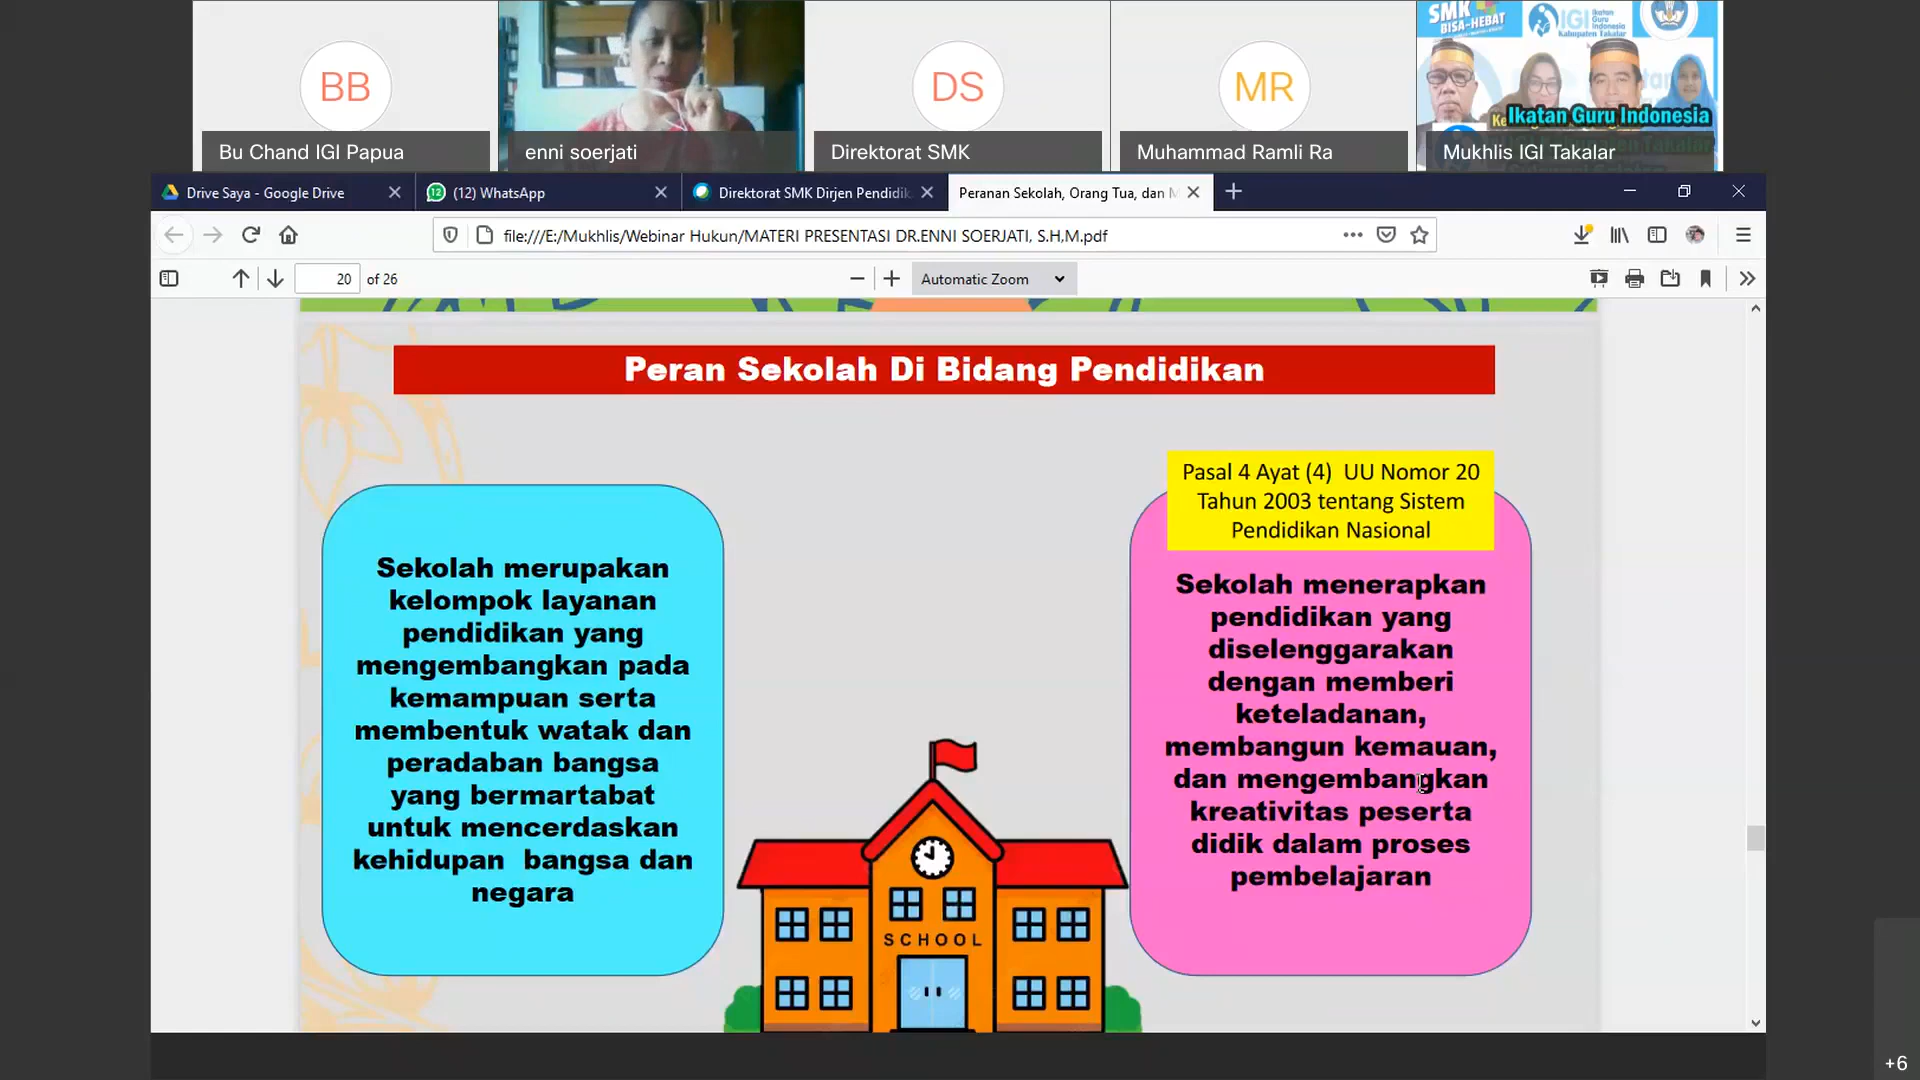 BB
Bu Chand IGI Papua
enni soerjati
DS
Direktorat SMK
MR
Muhammad Ramli Ra
SMK
BISA-HEBAT
IGI
Ikatan
Guru
Indonesia
Kabupaten Takalar
Ikatan Guru Indonesia
Mukhlis IGI Takalar
Drive Saya - Google Drive
(12) WhatsApp
Direktorat SMK Dirjen Pendidik
Peranan Sekolah, Orang Tua, dan M
file:///E:/Mukhlis/Webinar Hukun/MATERI PRESENTASI DR.ENNI SOERJATI, S.H,M.pdf
20 of 26
Automatic Zoom
Peran Sekolah Di Bidang Pendidikan
Sekolah merupakan
kelompok layanan
pendidikan yang
mengembangkan pada
kemampuan serta
membentuk watak dan
peradaban bangsa
yang bermartabat
untuk mencerdaskan
kehidupan bangsa dan
negara
SCHOOL
Pasal 4 Ayat (4) UU Nomor 20
Tahun 2003 tentang Sistem
Pendidikan Nasional
Sekolah menerapkan
pendidikan yang
diselenggarakan
dengan memberi
keteladanan,
membangun kemauan,
dan mengembangkan
kreativitas peserta
didik dalam proses
pembelajaran
+6